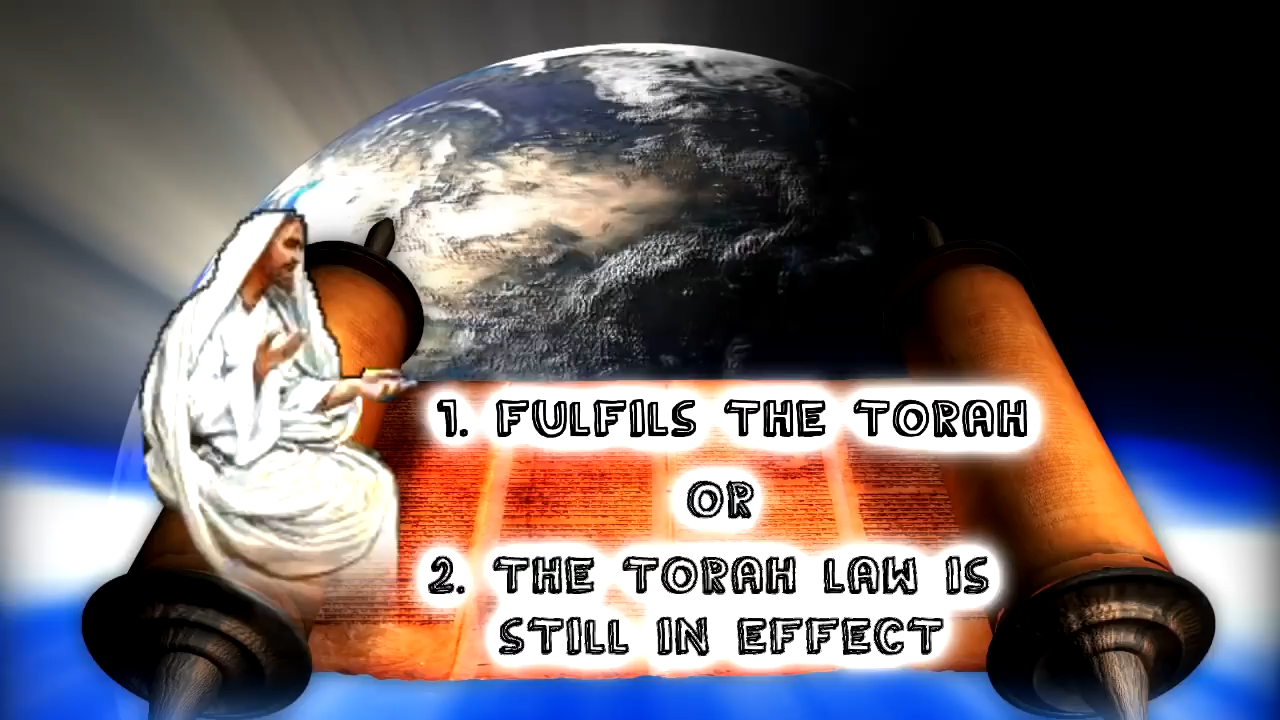 1. FULFILS THE TORAH
OR
2. THE TORAH LAW IS
STILL IN EFFECT